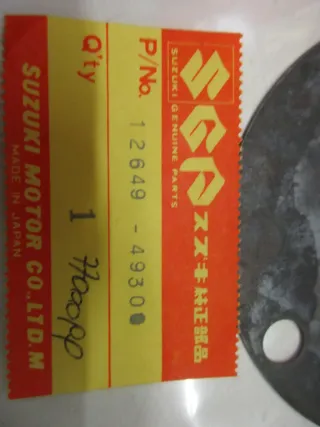 SGP スズキ純正部品
SUZUKI GENUINE PARTS
P/No. 12649 - 49300
Q'ty 1
SUZUKI MOTOR CO.,LTD. M
MADE IN JAPAN